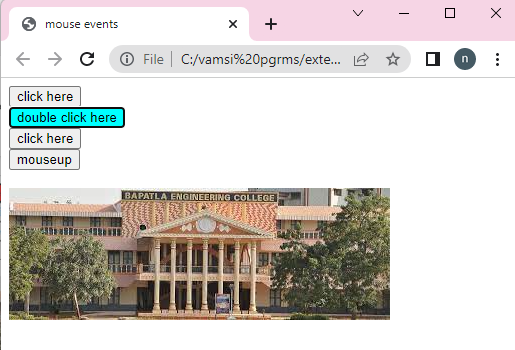 mouse events
File C:/vamsi%20pgrms/exte...
n
click here
double click here
click here
mouseup
BAPATLA ENGINEERING COLLEGE